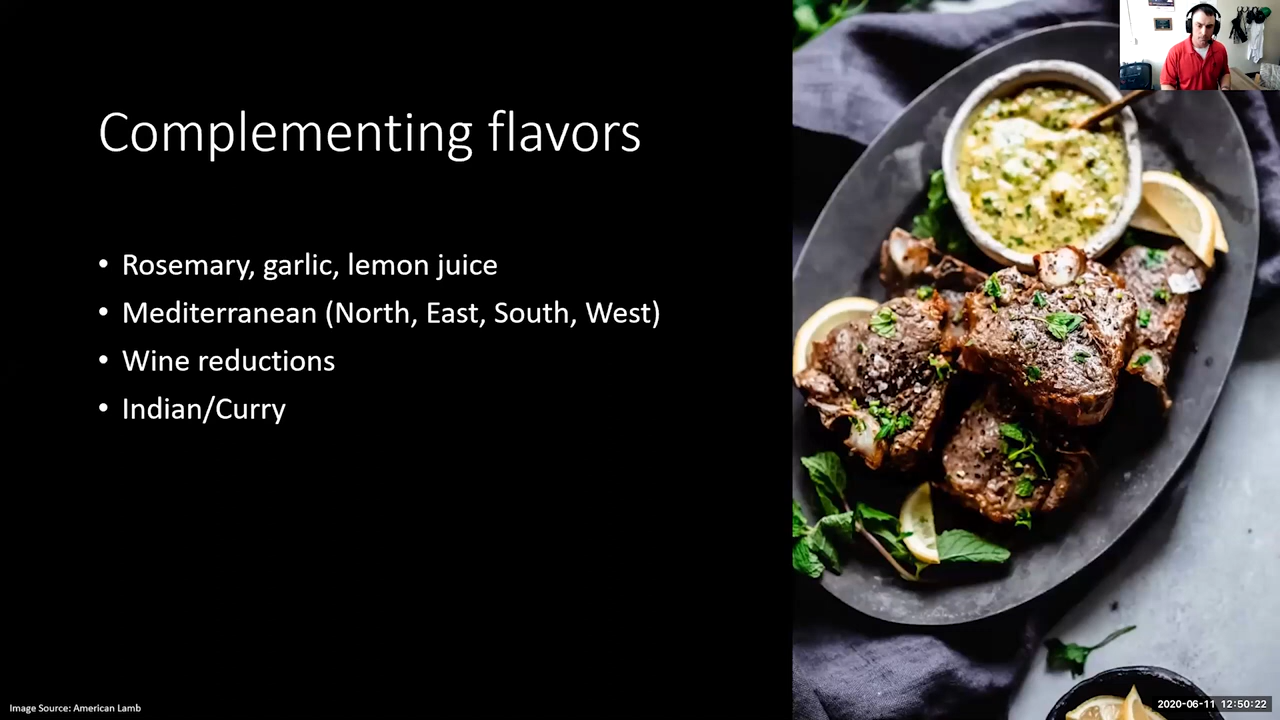 Complementing flavors
• Rosemary, garlic, lemon juice
• Mediterranean (North, East, South, West)
• Wine reductions
• Indian/Curry
Image Source: American Lamb
2020-06-11 12:50:22